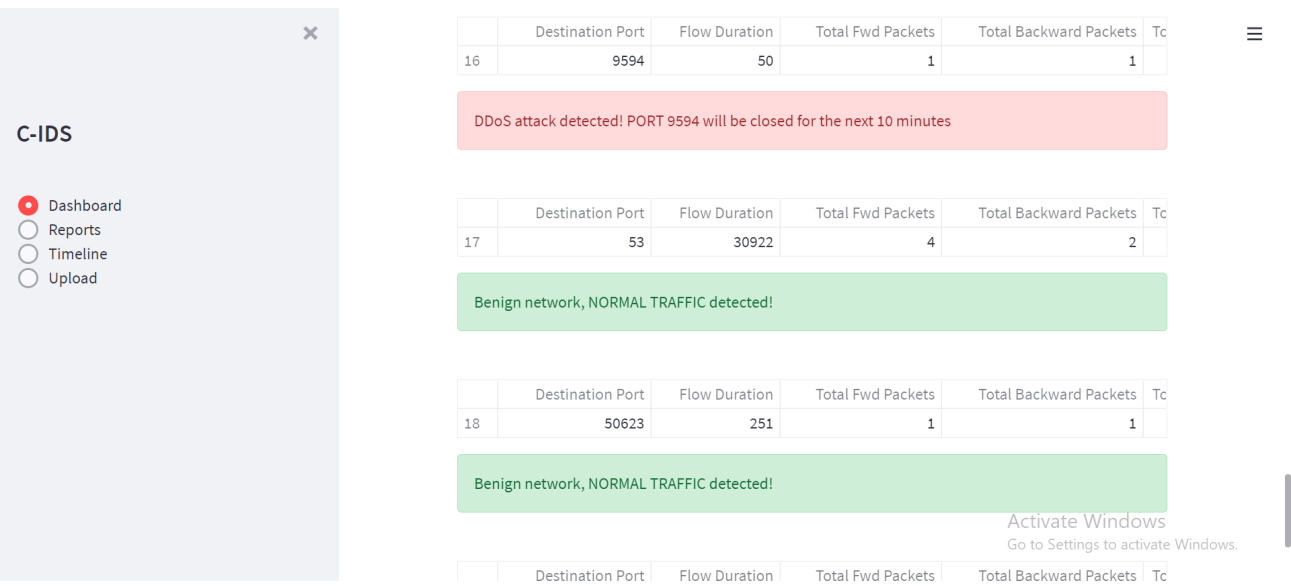 ×
C-IDS
Dashboard
Reports
Timeline
Upload
☰
Destination Port Flow Duration Total Fwd Packets Total Backward Packets To
16 9594 50 1 1
DDoS attack detected! PORT 9594 will be closed for the next 10 minutes
Destination Port Flow Duration Total Fwd Packets Total Backward Packets To
17 53 30922 4 2
Benign network, NORMAL TRAFFIC detected!
Destination Port Flow Duration Total Fwd Packets Total Backward Packets To
18 50623 251 1 1
Benign network, NORMAL TRAFFIC detected!
Activate Windows
Go to Settings to activate Windows.
Destination Port Flow Duration Total Fwd Packets Total Backward Packets To